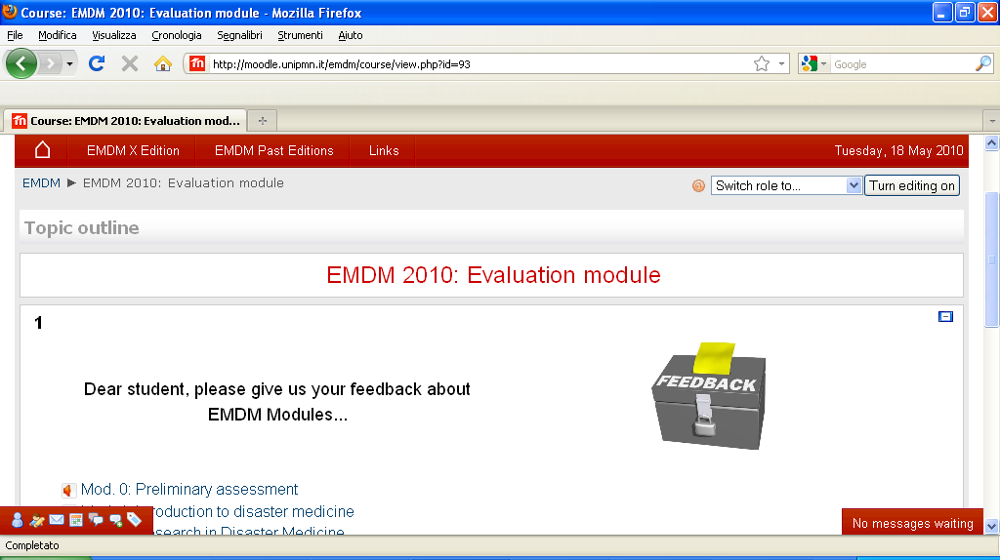 Course: EMDM 2010: Evaluation module - Mozilla Firefox
File Modifica Visualizza Cronologia Segnalibri Strumenti Aiuto
http://moodle.unipmn.it/emdm/course/view.php?id=93 Google
Course: EMDM 2010: Evaluation mod...
EMDM X Edition EMDM Past Editions Links Tuesday, 18 May 2010
EMDM ► EMDM 2010: Evaluation module Switch role to... Turn editing on
Topic outline
EMDM 2010: Evaluation module
1
FEEDBACK
Dear student, please give us your feedback about
EMDM Modules...
Mod. 0: Preliminary assessment
to disaster medicine
in Disaster Medicine
No messages waiting
Completato